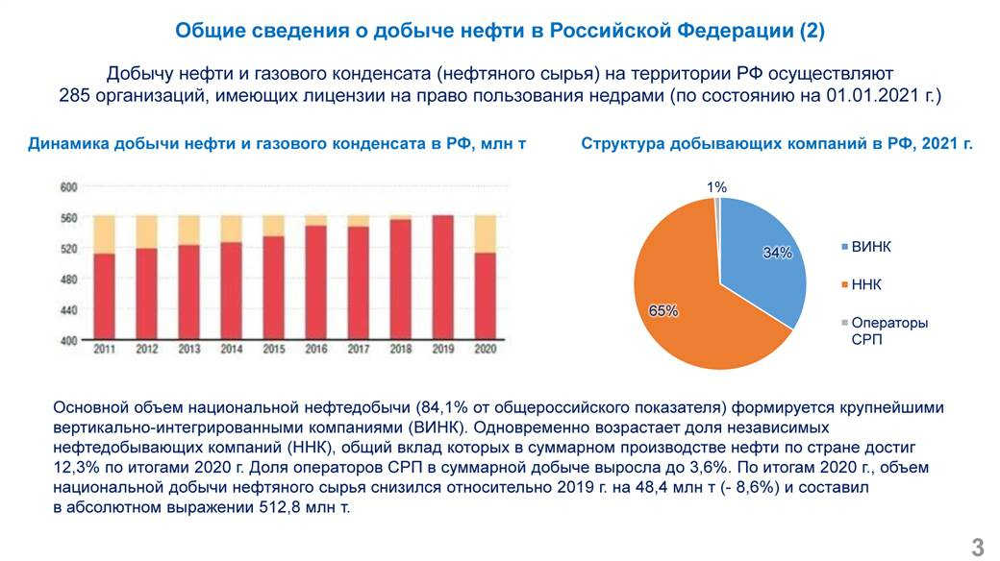 Общие сведения о добыче нефти в Российской Федерации (2)
Добычу нефти и газового конденсата (нефтяного сырья) на территории РФ осуществляют
285 организаций, имеющих лицензии на право пользования недрами (по состоянию на 01.01.2021 г.)
Динамика добычи нефти и газового конденсата в РФ, млн т
600
560
520
480
440
400
2011 2012 2013 2014 2015 2016 2017 2018 2019 2020
Структура добывающих компаний в РФ, 2021 г.
1%
34%
65%
ВИНК
ННК
Операторы
СРП
Основной объем национальной нефтедобычи (84,1% от общероссийского показателя) формируется крупнейшими
вертикально-интегрированными компаниями (ВИНК). Одновременно возрастает доля независимых
нефтедобывающих компаний (ННК), общий вклад которых в суммарном производстве нефти по стране достиг
12,3% по итогами 2020 г. Доля операторов СРП в суммарной добыче выросла до 3,6%. По итогам 2020 г., объем
национальной добычи нефтяного сырья снизился относительно 2019 г. на 48,4 млн т (- 8,6%) и составил
в абсолютном выражении 512,8 млн т.
3